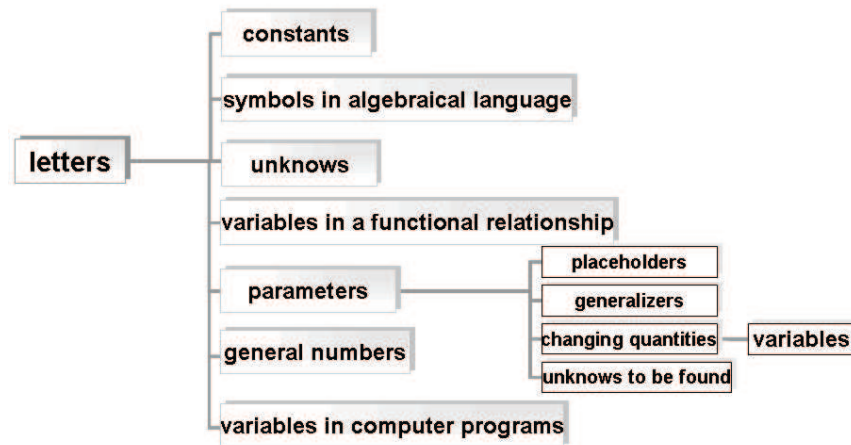 constants
symbols in algebraical language
letters
unknows
variables in a functional relationship
placeholders
parameters
generalizers
changing quantities
variables
general numbers
unknows to be found
variables in computer programs